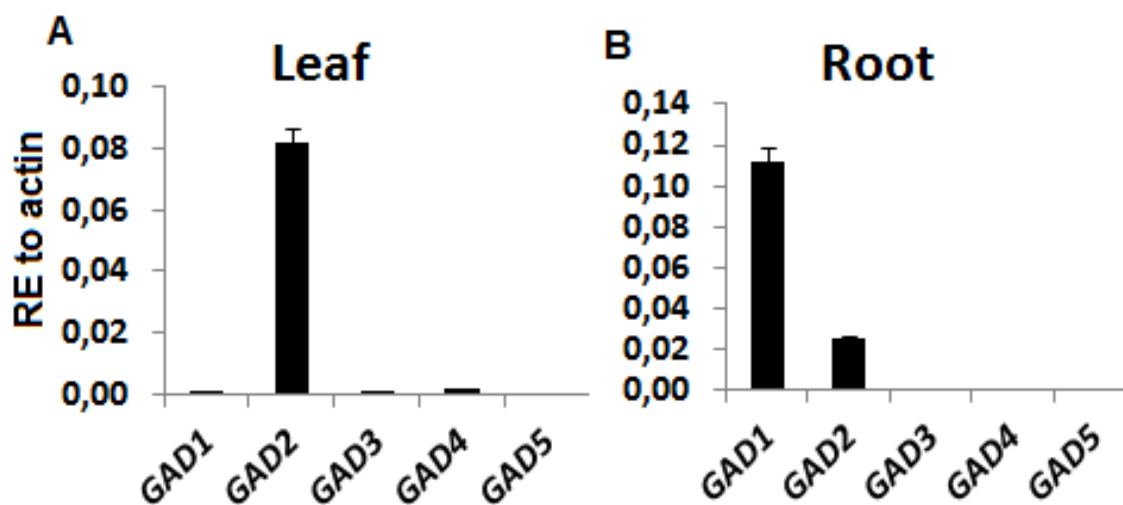 A
Leaf
RE to actin
0,10
0,08
0,06
0,04
0,02
0,00
GAD1
GAD2
GAD3
GAD4
GAD5
B
Root
0,14
0,12
0,10
0,08
0,06
0,04
0,02
0,00
GAD1
GAD2
GAD3
GAD4
GAD5